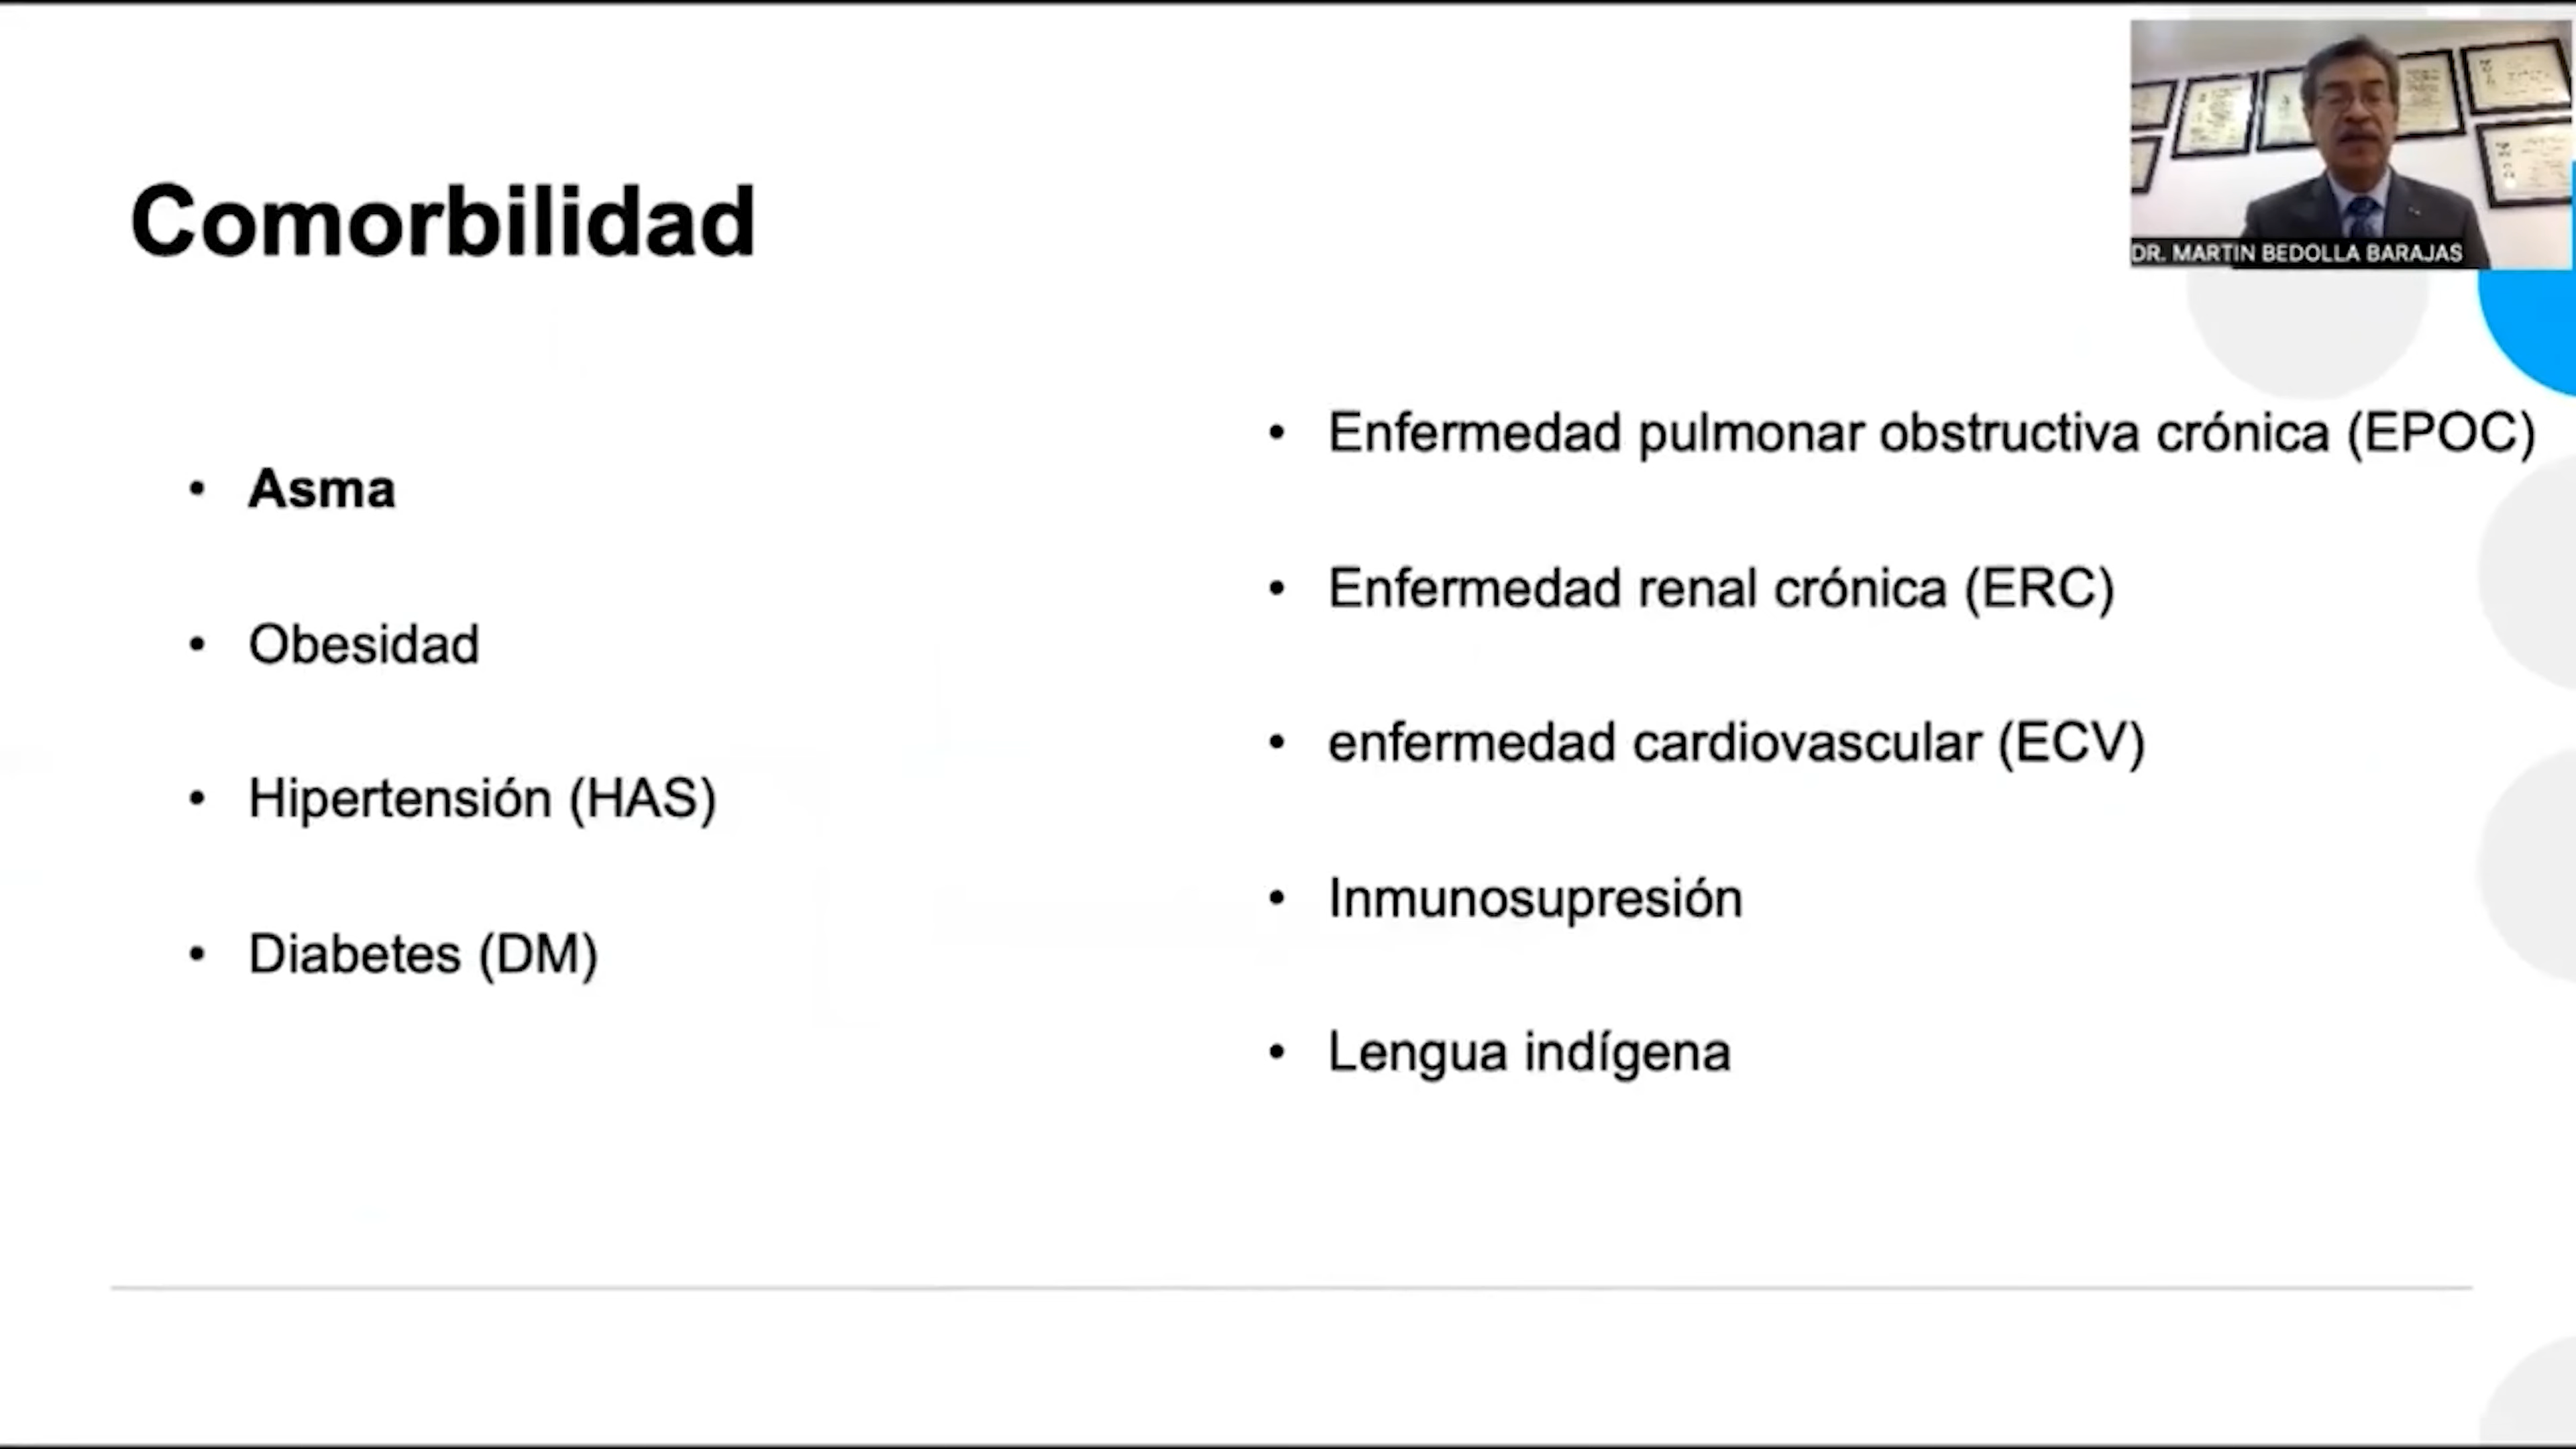 Comorbilidad
DR. MARTIN BEDOLLA BARAJAS
• Asma
• Obesidad
• Hipertensión (HAS)
• Diabetes (DM)
• Enfermedad pulmonar obstructiva crónica (EPOC)
• Enfermedad renal crónica (ERC)
• enfermedad cardiovascular (ECV)
• Inmunosupresión
• Lengua indígena